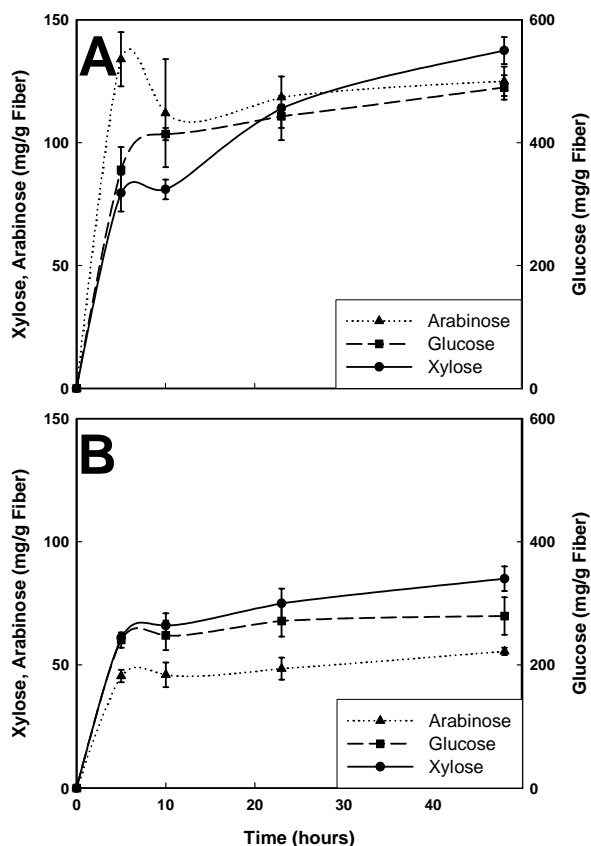 A
150
100
50
0
Xylose, Arabinose (mg/g Fiber)
600
400
200
0
Glucose (mg/g Fiber)
Arabinose
Glucose
Xylose
B
150
100
50
0
Xylose, Arabinose (mg/g Fiber)
600
400
200
0
Glucose (mg/g Fiber)
Arabinose
Glucose
Xylose
0 10 20 30 40
Time (hours)